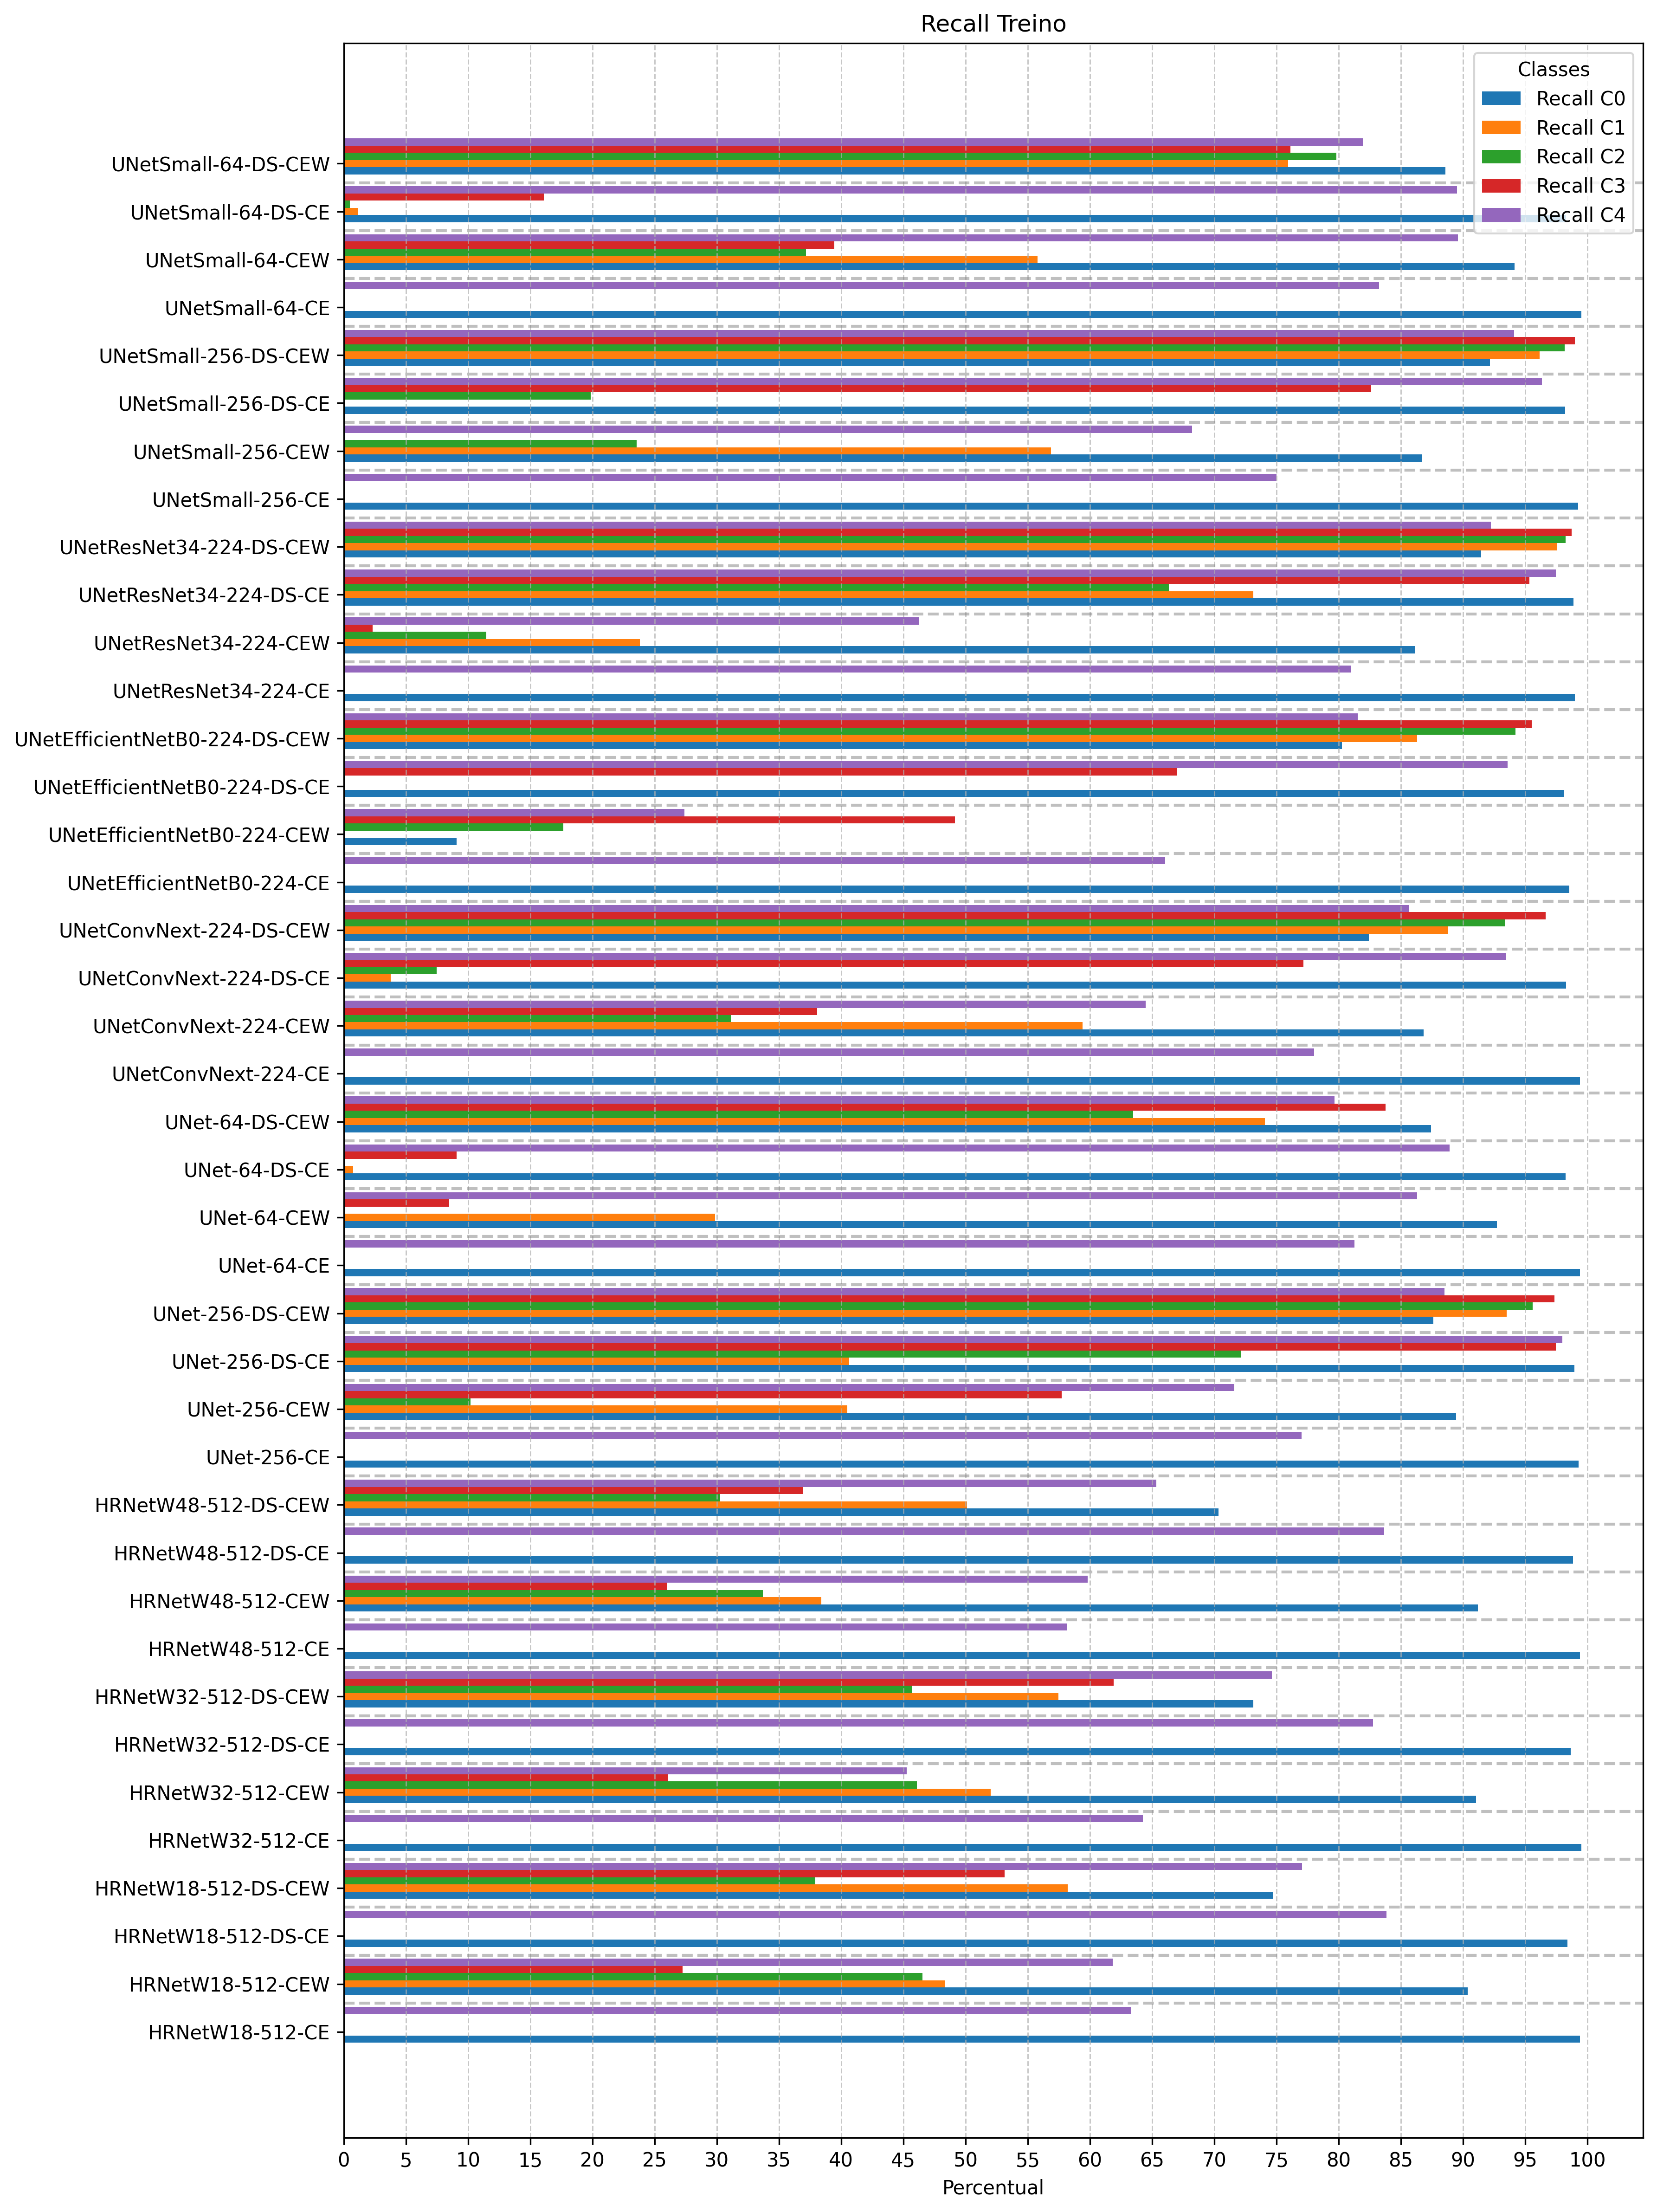 Recall Treino
Classes
Recall C0
Recall C1
Recall C2
Recall C3
Recall C4
UNetSmall-64-DS-CEW
UNetSmall-64-DS-CE
UNetSmall-64-CEW
UNetSmall-64-CE
UNetSmall-256-DS-CEW
UNetSmall-256-DS-CE
UNetSmall-256-CEW
UNetSmall-256-CE
UNetResNet34-224-DS-CEW
UNetResNet34-224-DS-CE
UNetResNet34-224-CEW
UNetResNet34-224-CE
UNetEfficientNetB0-224-DS-CEW
UNetEfficientNetB0-224-DS-CE
UNetEfficientNetB0-224-CEW
UNetEfficientNetB0-224-CE
UNetConvNext-224-DS-CEW
UNetConvNext-224-DS-CE
UNetConvNext-224-CEW
UNetConvNext-224-CE
UNet-64-DS-CEW
UNet-64-DS-CE
UNet-64-CEW
UNet-64-CE
UNet-256-DS-CEW
UNet-256-DS-CE
UNet-256-CEW
UNet-256-CE
HRNetW48-512-DS-CEW
HRNetW48-512-DS-CE
HRNetW48-512-CEW
HRNetW48-512-CE
HRNetW32-512-DS-CEW
HRNetW32-512-DS-CE
HRNetW32-512-CEW
HRNetW32-512-CE
HRNetW18-512-DS-CEW
HRNetW18-512-DS-CE
HRNetW18-512-CEW
HRNetW18-512-CE
0 5 10 15 20 25 30 35 40 45 50 55 60 65 70 75 80 85 90 95 100
Percentual